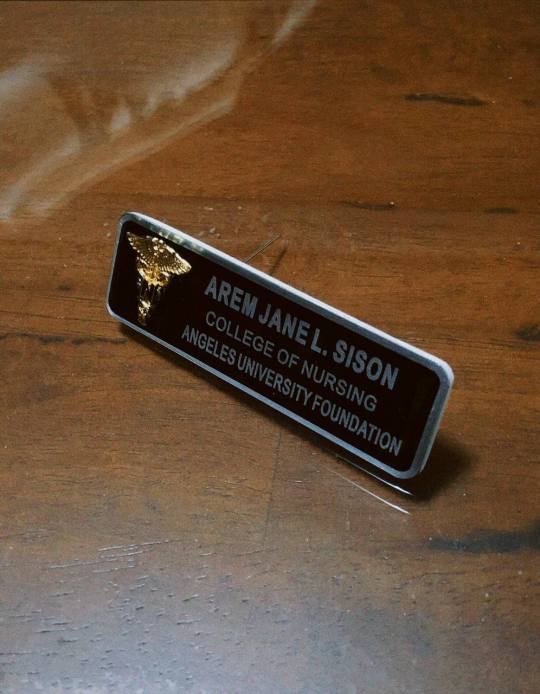 AREM JANE L. SISON
COLLEGE OF NURSING
ANGELES UNIVERSITY FOUNDATION